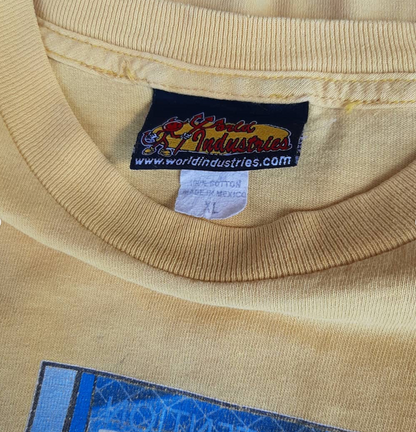 World
Industries
www.worldindustries.com
100% COTTON
MADE IN MEXICO
XL